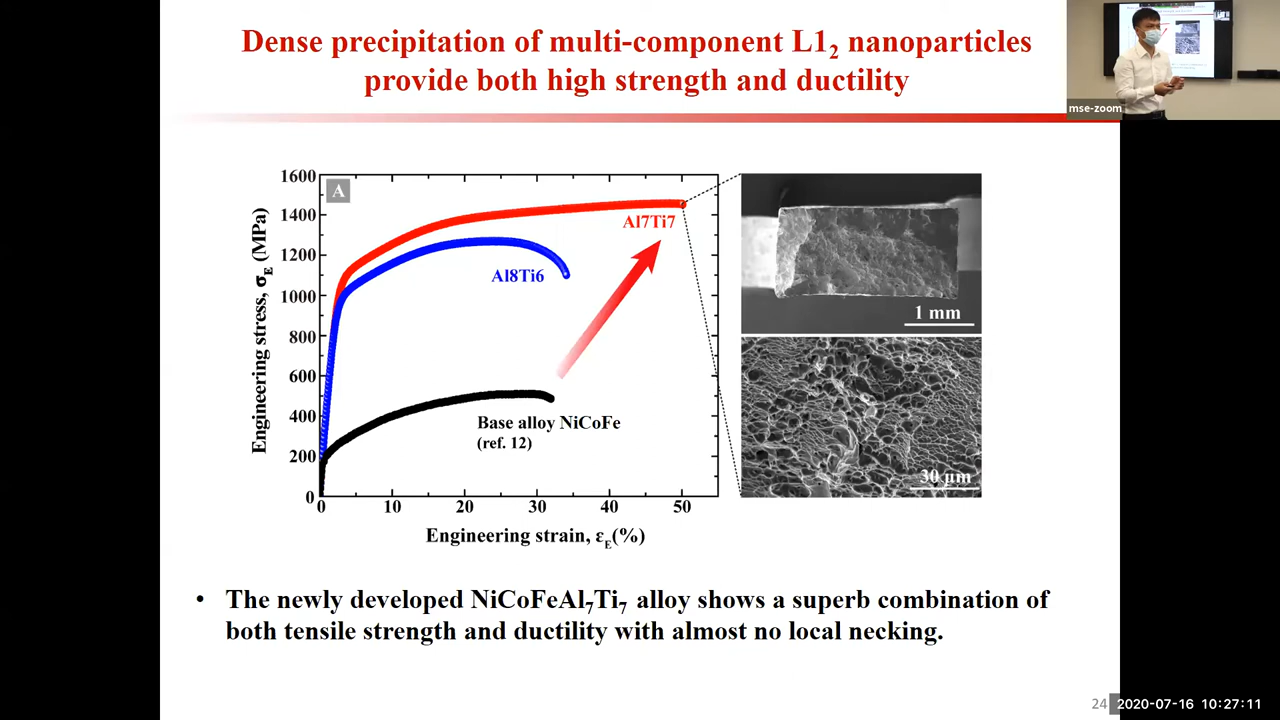 Dense precipitation of multi-component L1₂ nanoparticles
provide both high strength and ductility
mse-zoom
A
1600
1400
1200
1000
800
600
400
200
0
Engineering stress, σE (MPa)
Al7Ti7
Al8Ti6
Base alloy NiCoFe
(ref. 12)
0 10 20 30 40 50
Engineering strain, εE(%)
1 mm
30 μm
• The newly developed NiCoFeAl₇Ti₇ alloy shows a superb combination of
both tensile strength and ductility with almost no local necking.
24 2020-07-16 10:27:11